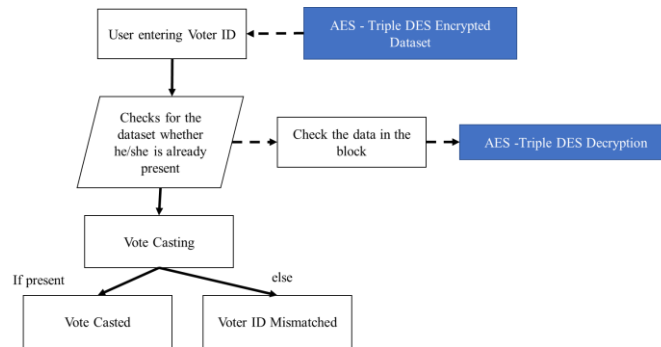 User entering Voter ID
AES - Triple DES Encrypted
Dataset
Checks for the
dataset whether
he/she is already
present
Check the data in the
block
AES -Triple DES Decryption
Vote Casting
If present
else
Vote Casted
Voter ID Mismatched